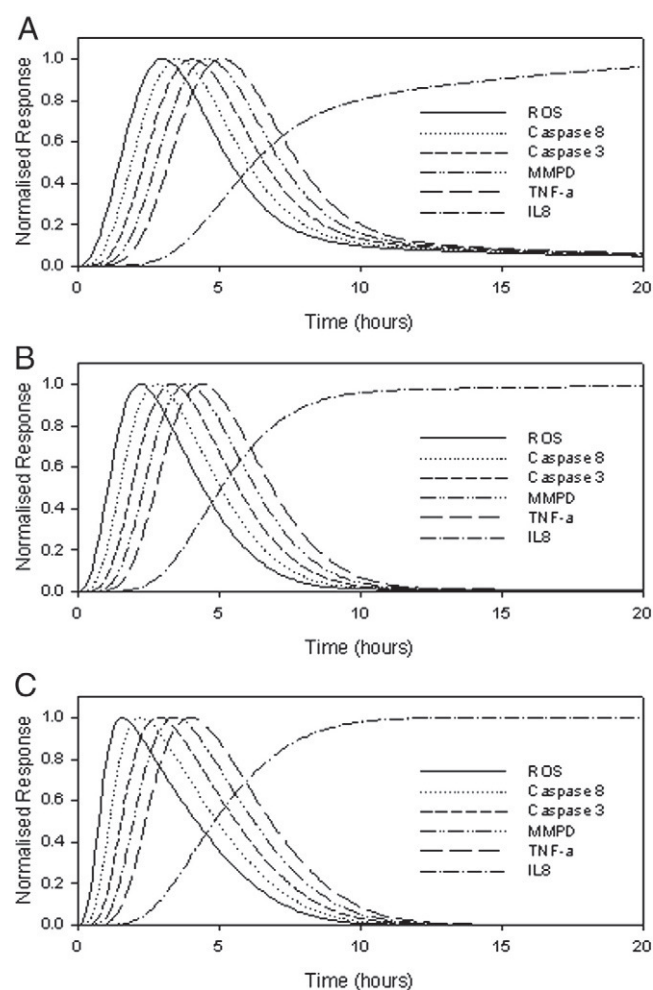 A
Normalised Response
1.0
0.8
0.6
0.4
0.2
0.0
ROS
Caspase 8
Caspase 3
MMPD
TNF-a
IL8
0 5 10 15 20
Time (hours)
B
Normalised Response
1.0
0.8
0.6
0.4
0.2
0.0
ROS
Caspase 8
Caspase 3
MMPD
TNF-a
IL8
0 5 10 15 20
Time (hours)
C
Normalised Response
1.0
0.8
0.6
0.4
0.2
0.0
ROS
Caspase 8
Caspase 3
MMPD
TNF-a
IL8
0 5 10 15 20
Time (hours)